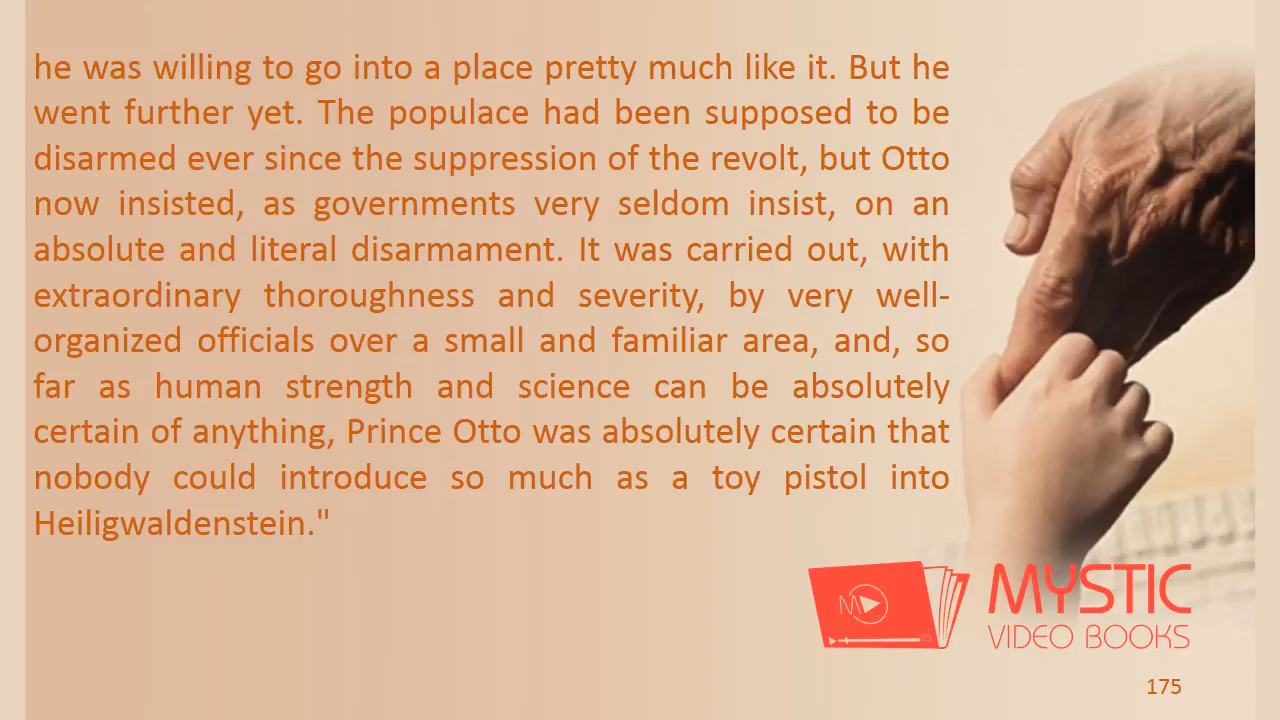 he was willing to go into a place pretty much like it. But he
went further yet. The populace had been supposed to be
disarmed ever since the suppression of the revolt, but Otto
now insisted, as governments very seldom insist, on an
absolute and literal disarmament. It was carried out, with
extraordinary thoroughness and severity, by very well-
organized officials over a small and familiar area, and, so
far as human strength and science can be absolutely
certain of anything, Prince Otto was absolutely certain that
nobody could introduce so much as a toy pistol into
Heiligwaldenstein."
M
MYSTIC
VIDEO BOOKS
175